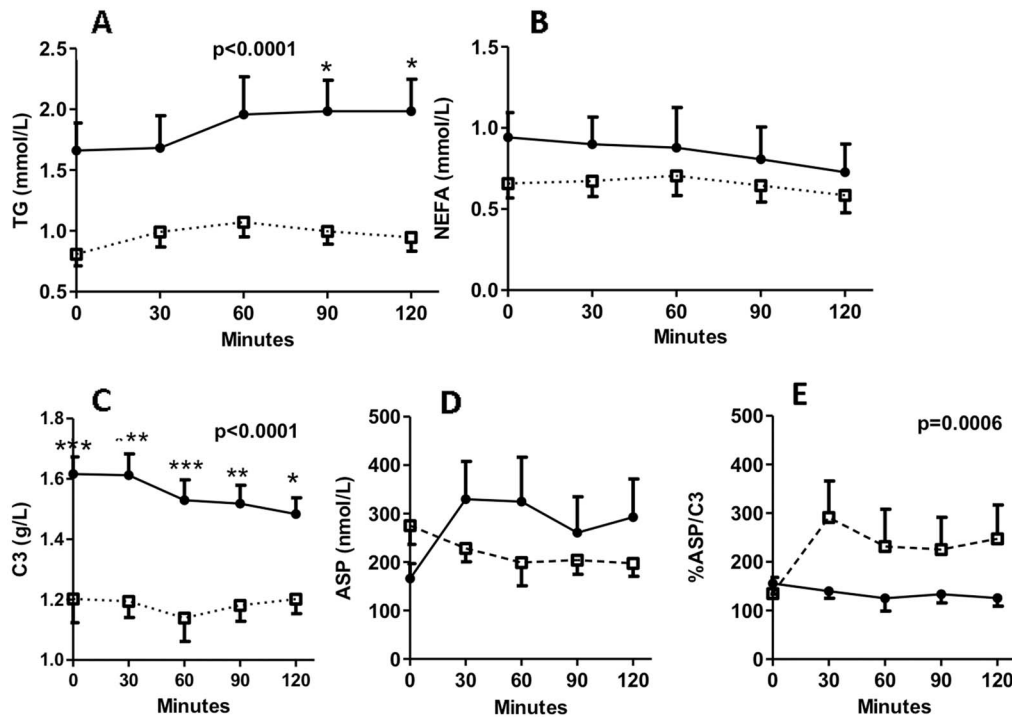 A
p<0.0001
* *
2.5
2.0
1.5
1.0
0.5
TG (mmol/L)
0 30 60 90 120
Minutes
B
1.5
1.0
0.5
0.0
NEFA (mmol/L)
0 30 60 90 120
Minutes
C
p<0.0001
*** *** *** ** *
1.8
1.6
1.4
1.2
1.0
C3 (g/L)
0 30 60 90 120
Minutes
D
500
400
300
200
100
0
ASP (nmol/L)
0 30 60 90 120
Minutes
E
p=0.0006
500
400
300
200
100
0
%ASP/C3
0 30 60 90 120
Minutes